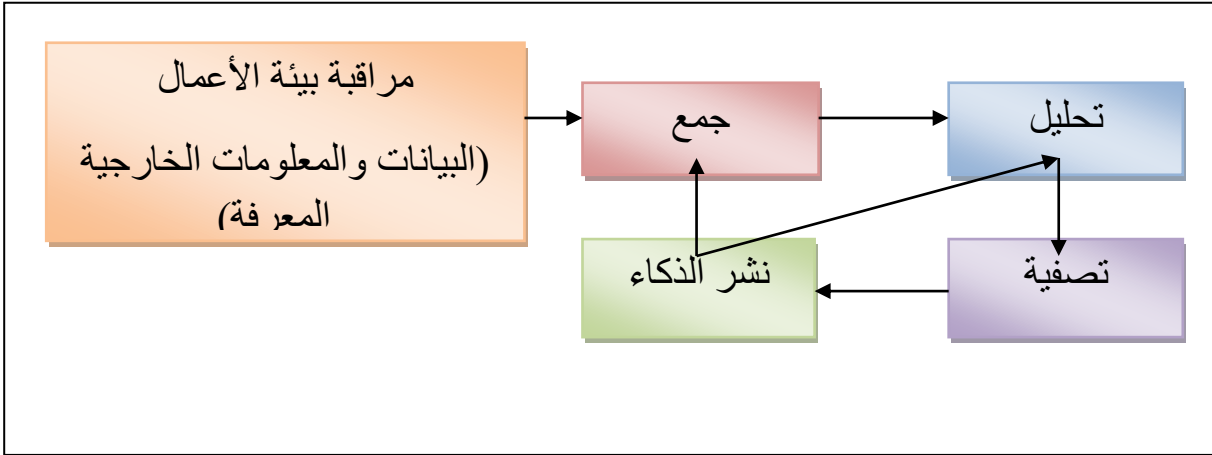 مراقبة بيئة الأعمال
(البيانات والمعلومات الخارجية
المعرفة)
جمع
تحليل
تصفية
نشر الذكاء